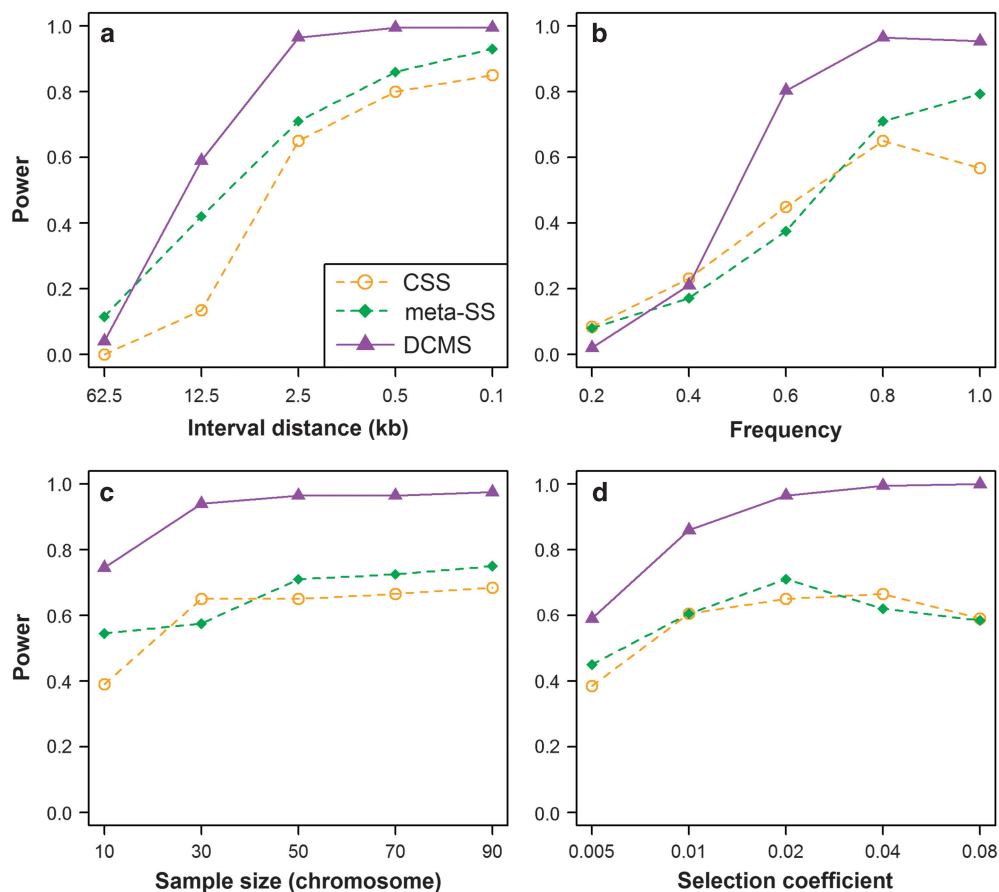 a
1.0
0.8
0.6
0.4
0.2
0.0
Power
62.5 12.5 2.5 0.5 0.1
Interval distance (kb)
CSS
meta-SS
DCMS
b
1.0
0.8
0.6
0.4
0.2
0.0
0.2 0.4 0.6 0.8 1.0
Frequency
c
1.0
0.8
0.6
0.4
0.2
0.0
Power
10 30 50 70 90
Sample size (chromosome)
d
1.0
0.8
0.6
0.4
0.2
0.0
0.005 0.01 0.02 0.04 0.08
Selection coefficient